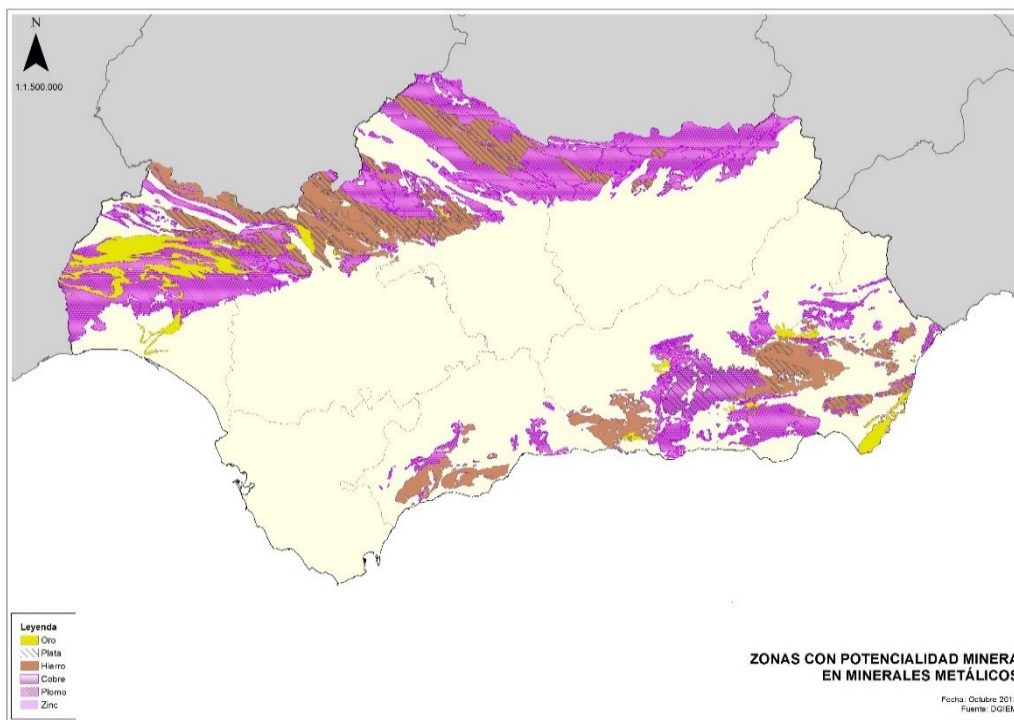 N
1:1.500.000
Leyenda
Oro
Plata
Hierro
Cobre
Plomo
Zinc
ZONAS CON POTENCIALIDAD MINERA
EN MINERALES METÁLICOS
Fecha: Octubre 201
Fuente: DGIEM